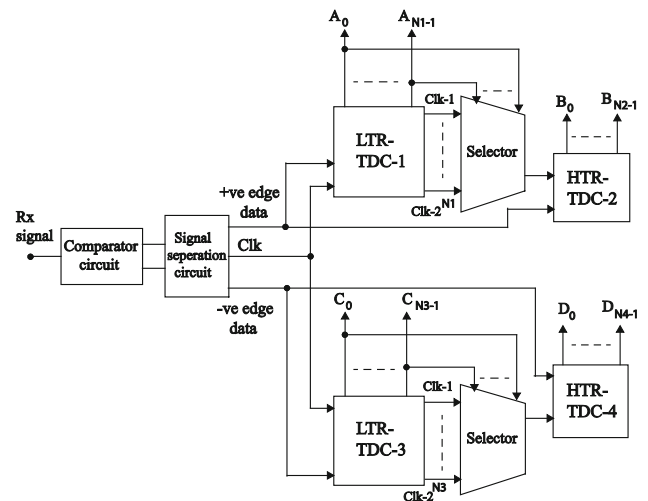 A0
AN1-1
Clk-1
LTR-
TDC-1
Selector
Clk-2N1
B0
BN2-1
HTR-
TDC-2
+ve edge
data
Rx
signal
Comparator
circuit
Signal
seperation
circuit
Clk
-ve edge
data
C0
CN3-1
Clk-1
LTR-
TDC-3
Selector
Clk-2N3
D0
DN4-1
HTR-
TDC-4